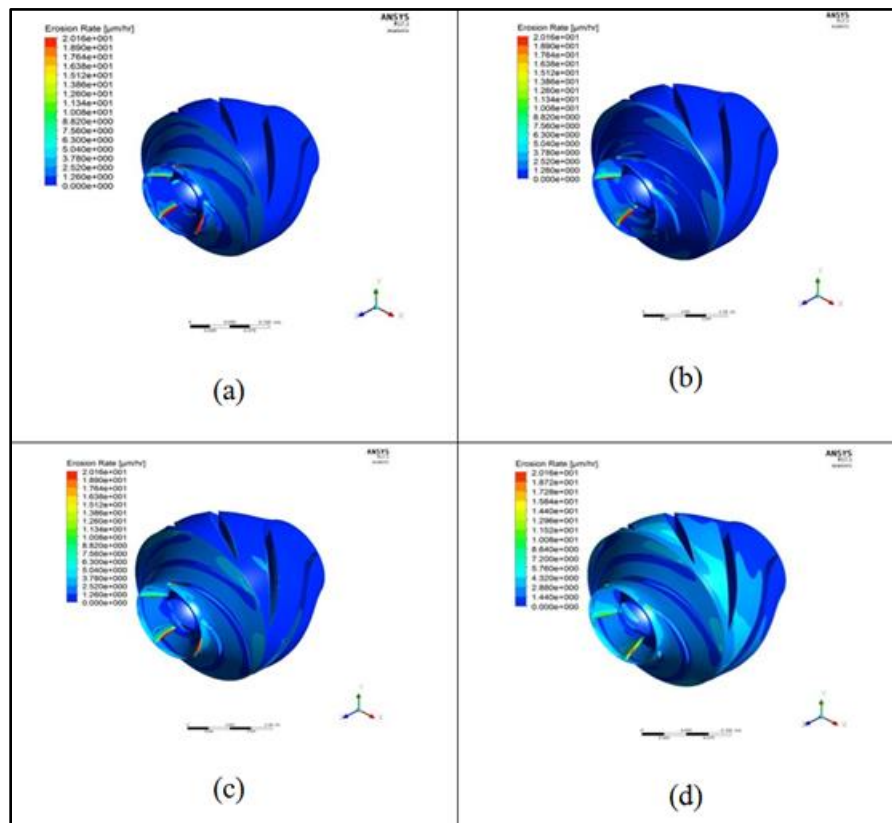 ANSYS
Erosion Rate [µm/hr]
2.016e+001
1.890e+001
1.764e+001
1.638e+001
1.512e+001
1.386e+001
1.260e+001
1.134e+001
1.008e+001
8.820e+000
7.560e+000
6.300e+000
5.040e+000
3.780e+000
2.520e+000
1.260e+000
0.000e+000
(a)
ANSYS
Erosion Rate [µm/hr]
2.016e+001
1.890e+001
1.764e+001
1.638e+001
1.512e+001
1.386e+001
1.260e+001
1.134e+001
1.008e+001
8.820e+000
7.560e+000
6.300e+000
5.040e+000
3.780e+000
2.520e+000
1.260e+000
0.000e+000
(b)
ANSYS
Erosion Rate [µm/hr]
2.016e+001
1.890e+001
1.764e+001
1.638e+001
1.512e+001
1.386e+001
1.260e+001
1.134e+001
1.008e+001
8.820e+000
7.560e+000
6.300e+000
5.040e+000
3.780e+000
2.520e+000
1.260e+000
0.000e+000
(c)
ANSYS
Erosion Rate [µm/hr]
2.016e+001
1.872e+001
1.728e+001
1.584e+001
1.440e+001
1.296e+001
1.152e+001
1.008e+001
8.640e+000
7.200e+000
5.760e+000
4.320e+000
2.880e+000
1.440e+000
0.000e+000
(d)